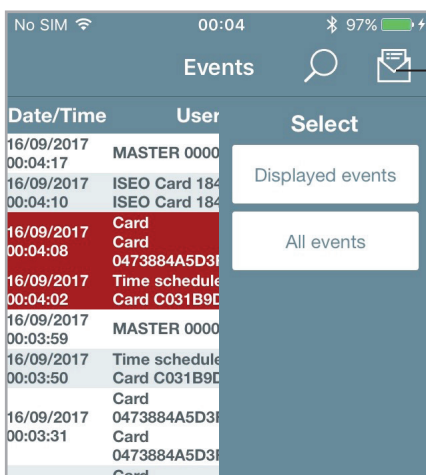 No SIM 00:04 97%
Events
Date/Time User
Select
Displayed events
All events
16/09/2017
00:04:17
MASTER 0000
16/09/2017
00:04:10
ISEO Card 184
ISEO Card 184
16/09/2017
00:04:08
Card
Card
0473884A5D3
16/09/2017
00:04:02
Time schedule
Card C031B9
16/09/2017
00:03:59
MASTER 0000
16/09/2017
00:03:50
Time schedule
Card C031B9
16/09/2017
00:03:31
Card
0473884A5D3
Card
0473884A5D3
Card